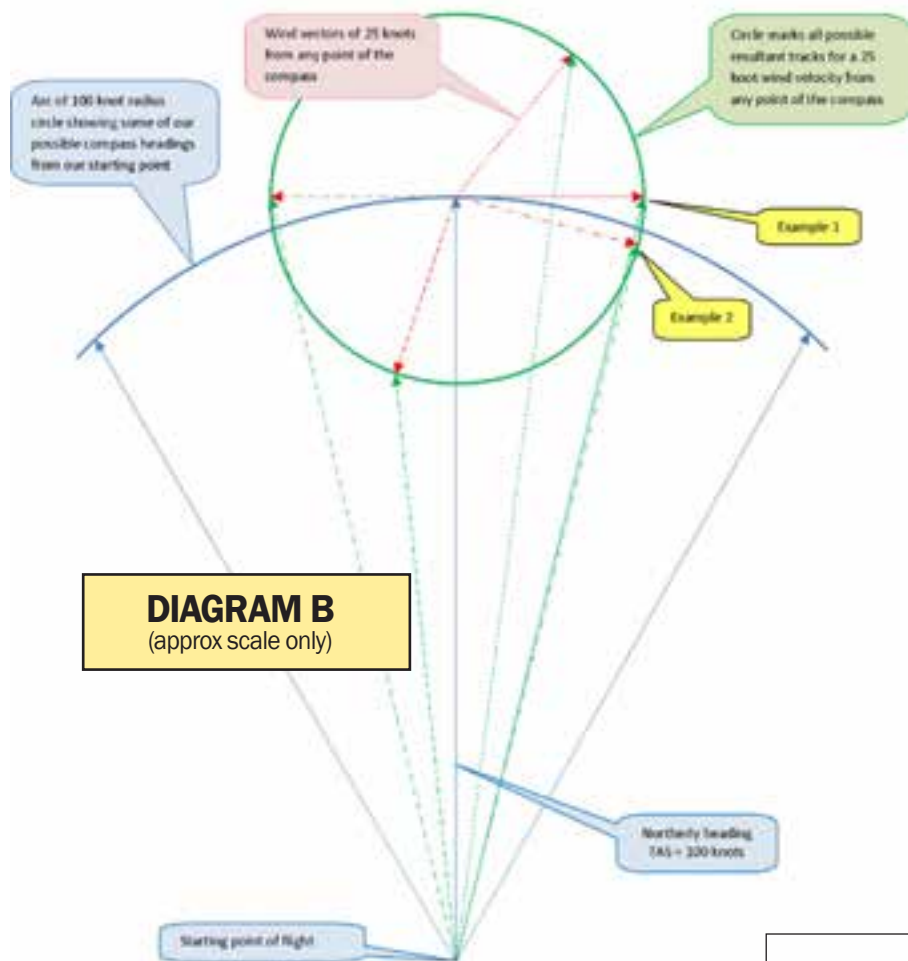 Wind vectors of 25 knots
from any point of the
compass
Circle marks all possible
resultant tracks for a 25
knot wind velocity from
any point of the compass
Arc of 100 knot radius
circle showing some of our
possible compass headings
from our starting point
Example 1
Example 2
DIAGRAM B
(approx scale only)
Northerly heading
TAS = 100 knots
Starting point of flight